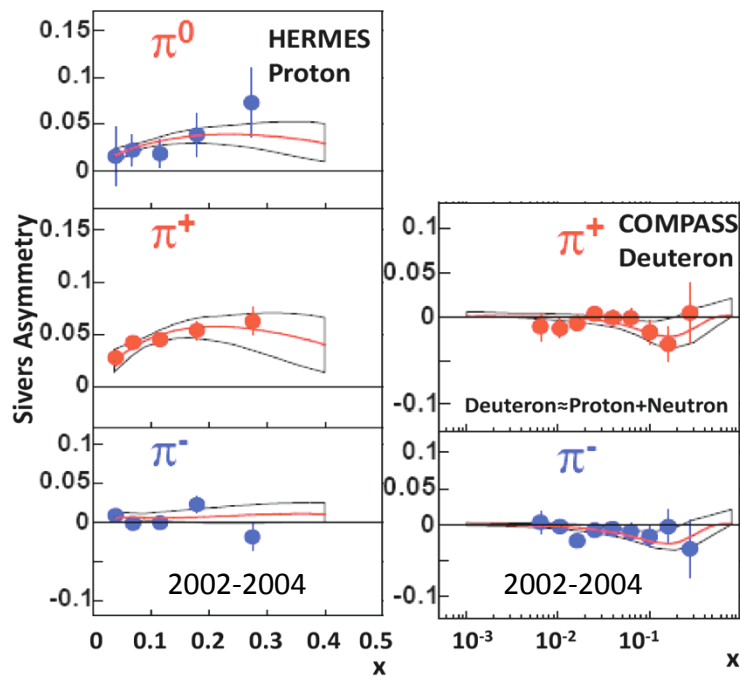 π⁰ HERMES
Proton
0.15
0.1
0.05
0
π⁺
0.15
0.1
0.05
0
Sivers Asymmetry
π⁻
0.1
0.05
0
-0.1
2002-2004
0 0.1 0.2 0.3 0.4 0.5
x
π⁺ COMPASS
Deuteron
0.1
0.05
0
-0.1
Deuteron≈Proton+Neutron
π⁻
0.1
0.05
0
-0.1
2002-2004
10⁻³ 10⁻² 10⁻¹
x